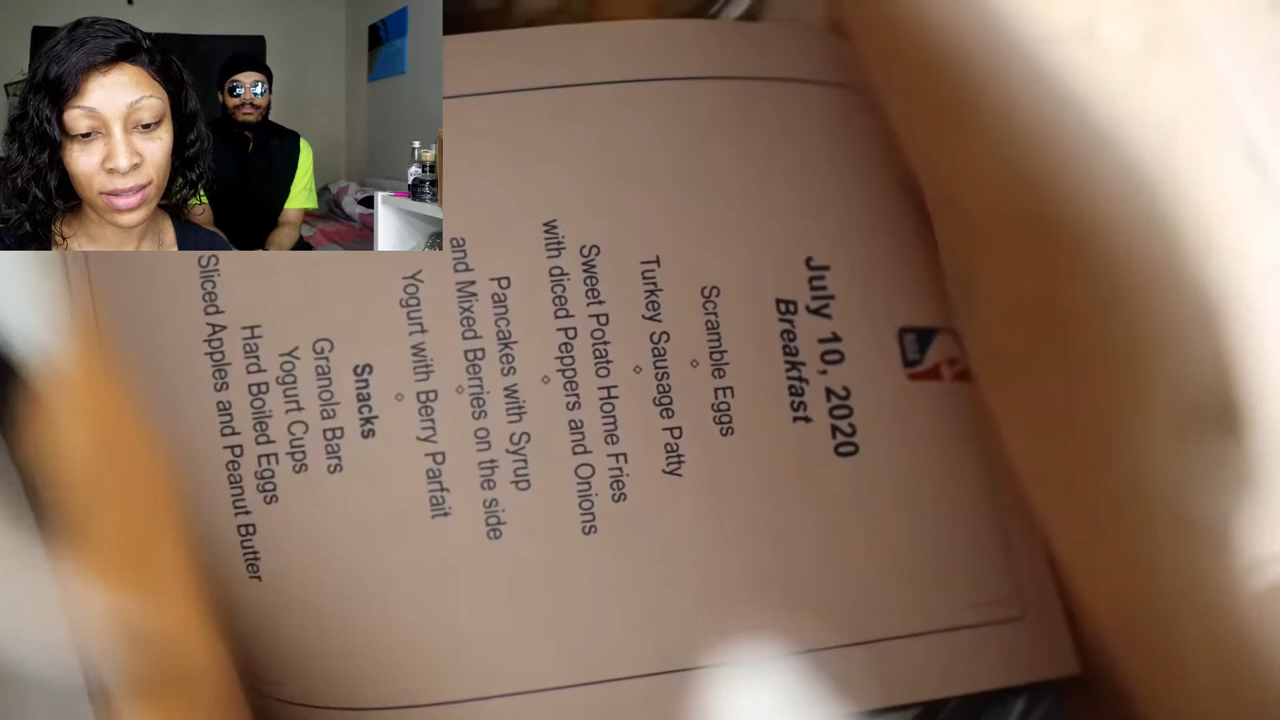 July 10, 2020
Breakfast
Scramble Eggs
Turkey Sausage Patty
Sweet Potato Home Fries
with diced Peppers and Onions
Pancakes with Syrup
and Mixed Berries on the side
Yogurt with Berry Parfait
Snacks
Granola Bars
Yogurt Cups
Hard Boiled Eggs
Sliced Apples and Peanut Butter